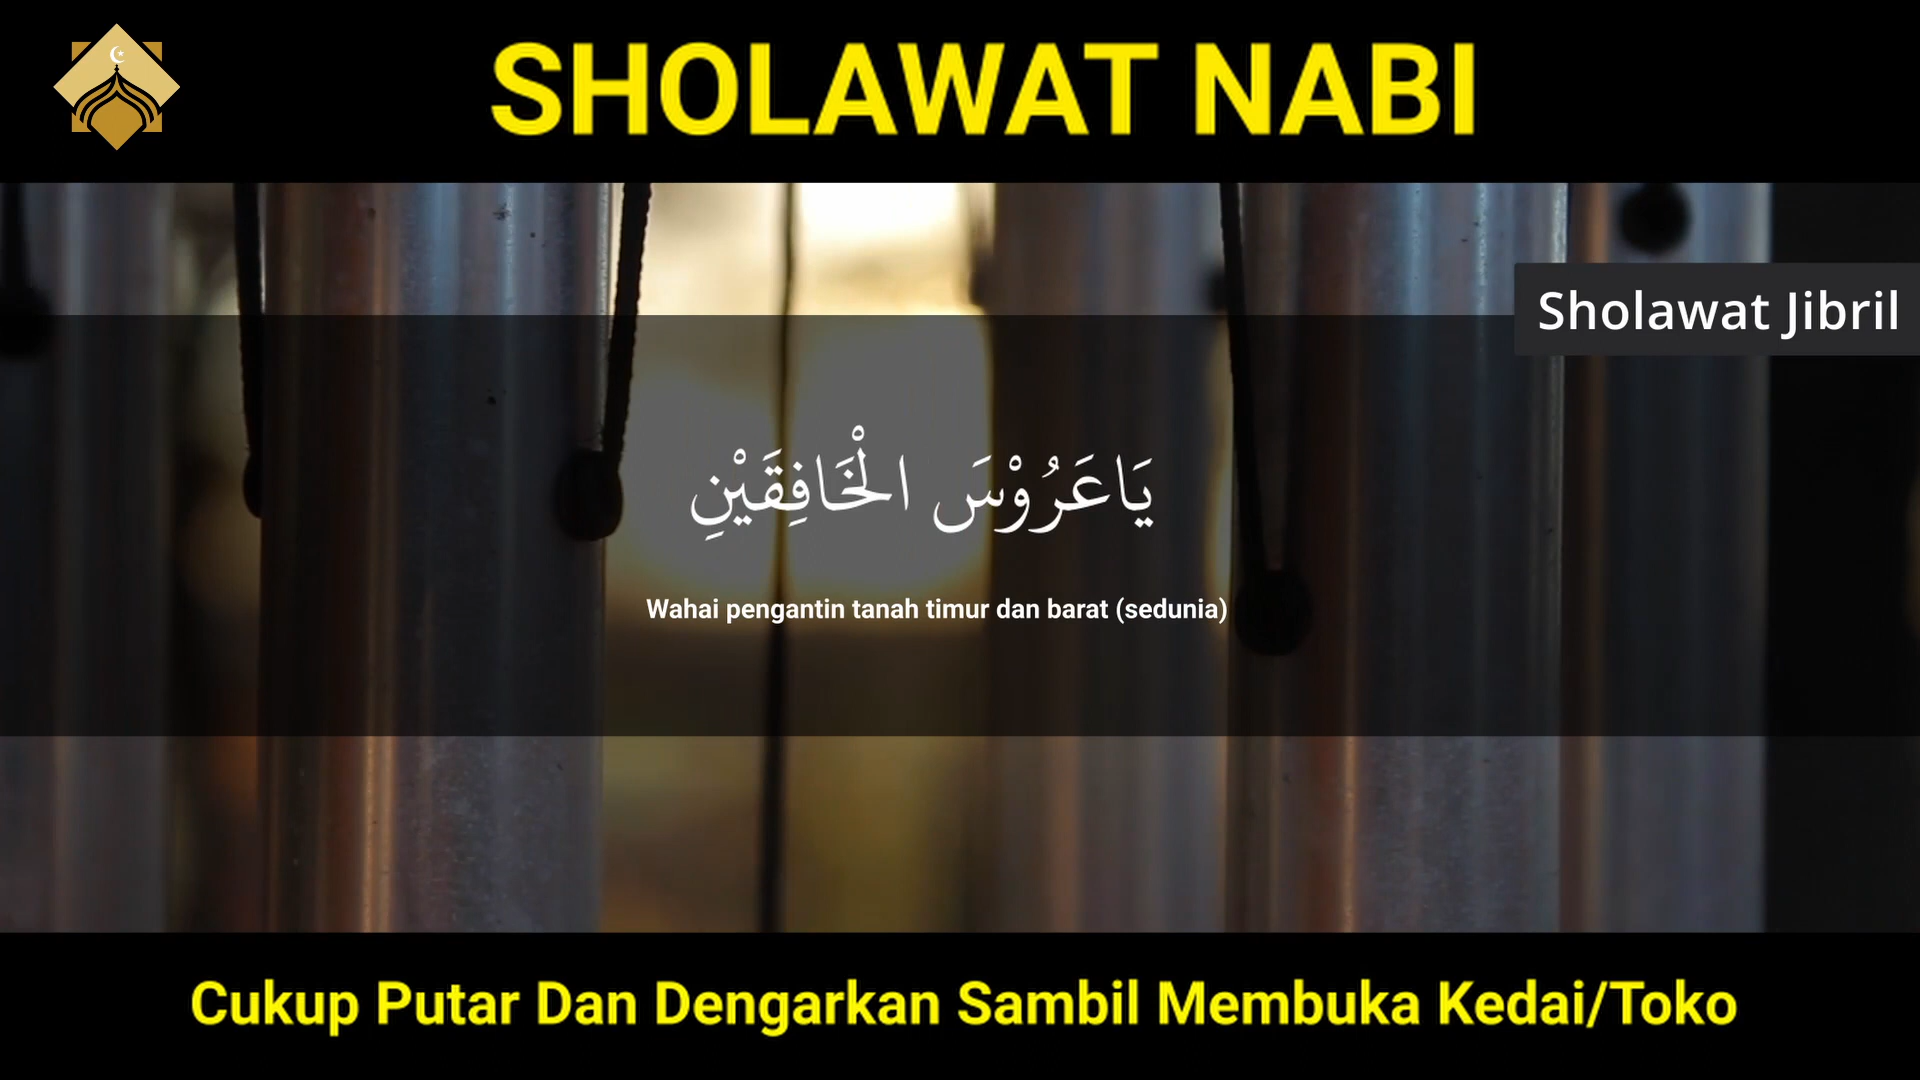 SHOLAWAT NABI
Sholawat Jibril
يَاعَرُوْسَ الْخَافِقَيْنِ
Wahai pengantin tanah timur dan barat (sedunia)
Cukup Putar Dan Dengarkan Sambil Membuka Kedai/Toko